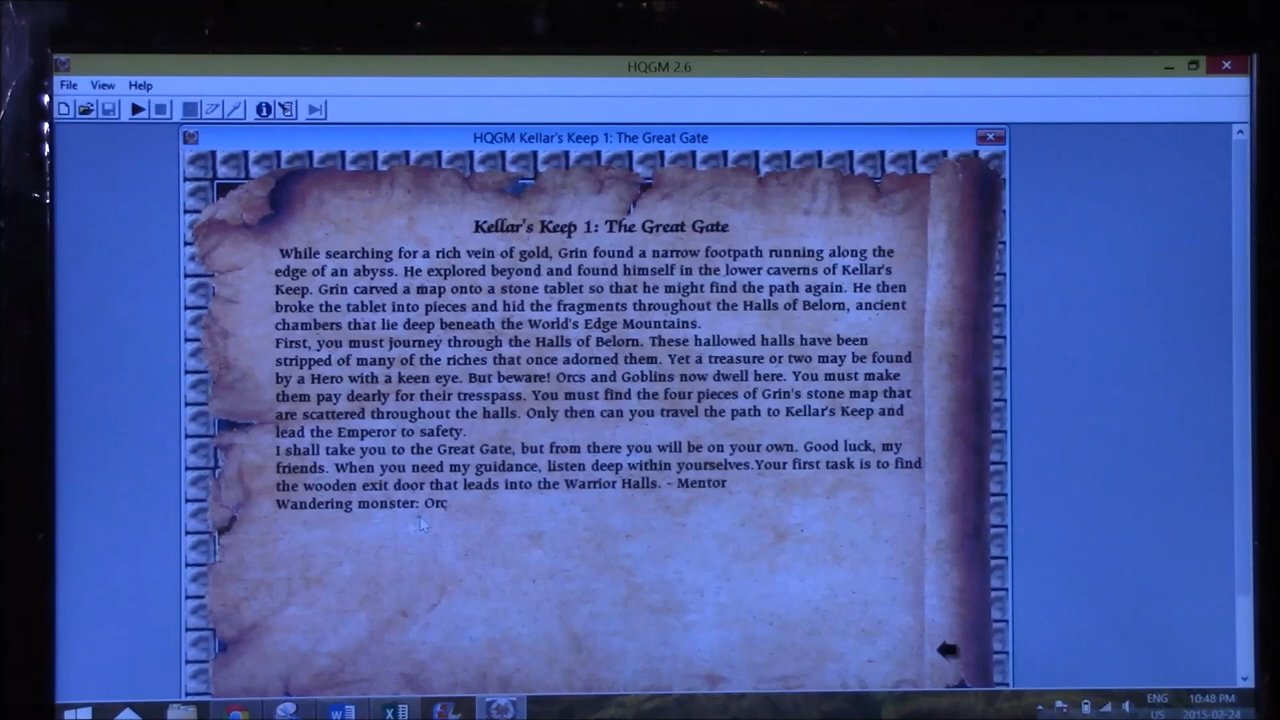 HQGM 2.6
File View Help
HQGM Kellar's Keep 1: The Great Gate
Kellar's Keep 1: The Great Gate
While searching for a rich vein of gold, Grin found a narrow footpath running along the
edge of an abyss. He explored beyond and found himself in the lower caverns of Kellar's
Keep. Grin carved a map onto a stone tablet so that he might find the path again. He then
broke the tablet into pieces and hid the fragments throughout the Halls of Belorn, ancient
chambers that lie deep beneath the World's Edge Mountains.
First, you must journey through the Halls of Belorn. These hallowed halls have been
stripped of many of the riches that once adorned them. Yet a treasure or two may be found
by a Hero with a keen eye. But beware! Orcs and Goblins now dwell here. You must make
them pay dearly for their tresspass. You must find the four pieces of Grin's stone map that
are scattered throughout the halls. Only then can you travel the path to Kellar's Keep and
lead the Emperor to safety.
I shall take you to the Great Gate, but from there you will be on your own. Good luck, my
friends. When you need my guidance, listen deep within yourselves.Your first task is to find
the wooden exit door that leads into the Warrior Halls. - Mentor
Wandering monster: Orc
ENG
US
10:48 PM
2015-02-24